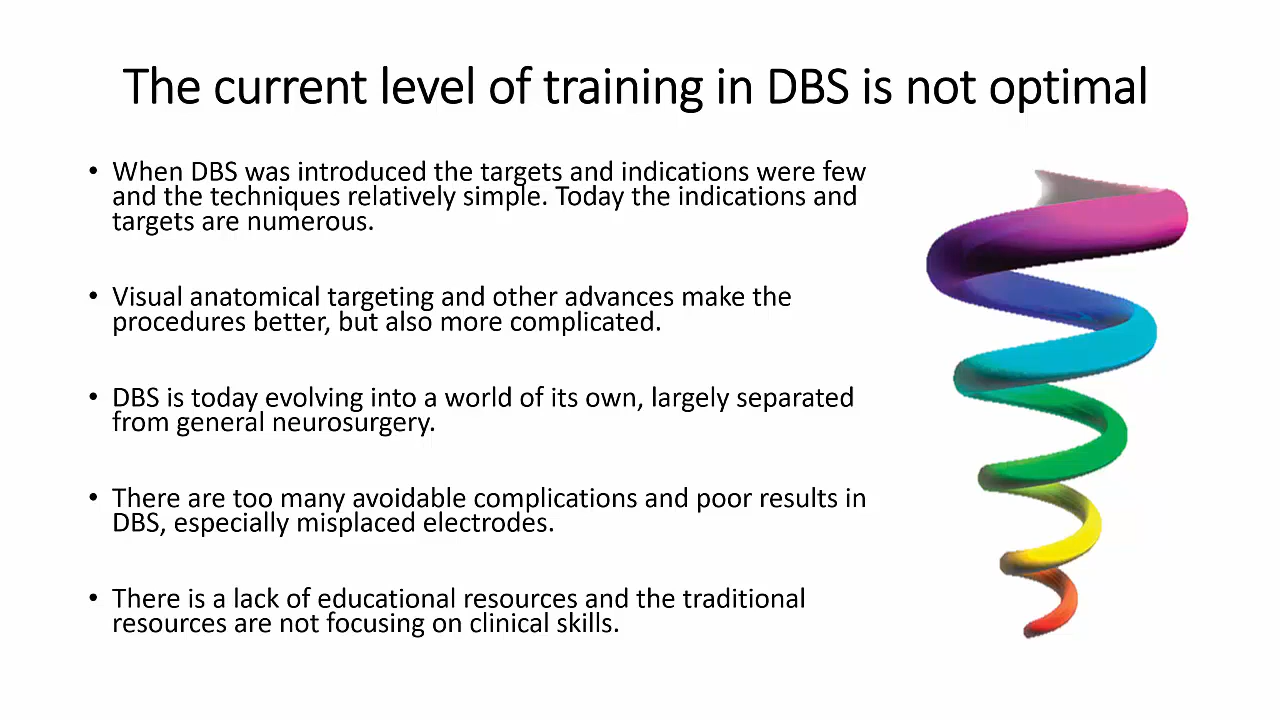 The current level of training in DBS is not optimal
• When DBS was introduced the targets and indications were few
and the techniques relatively simple. Today the indications and
targets are numerous.
• Visual anatomical targeting and other advances make the
procedures better, but also more complicated.
• DBS is today evolving into a world of its own, largely separated
from general neurosurgery.
• There are too many avoidable complications and poor results in
DBS, especially misplaced electrodes.
• There is a lack of educational resources and the traditional
resources are not focusing on clinical skills.